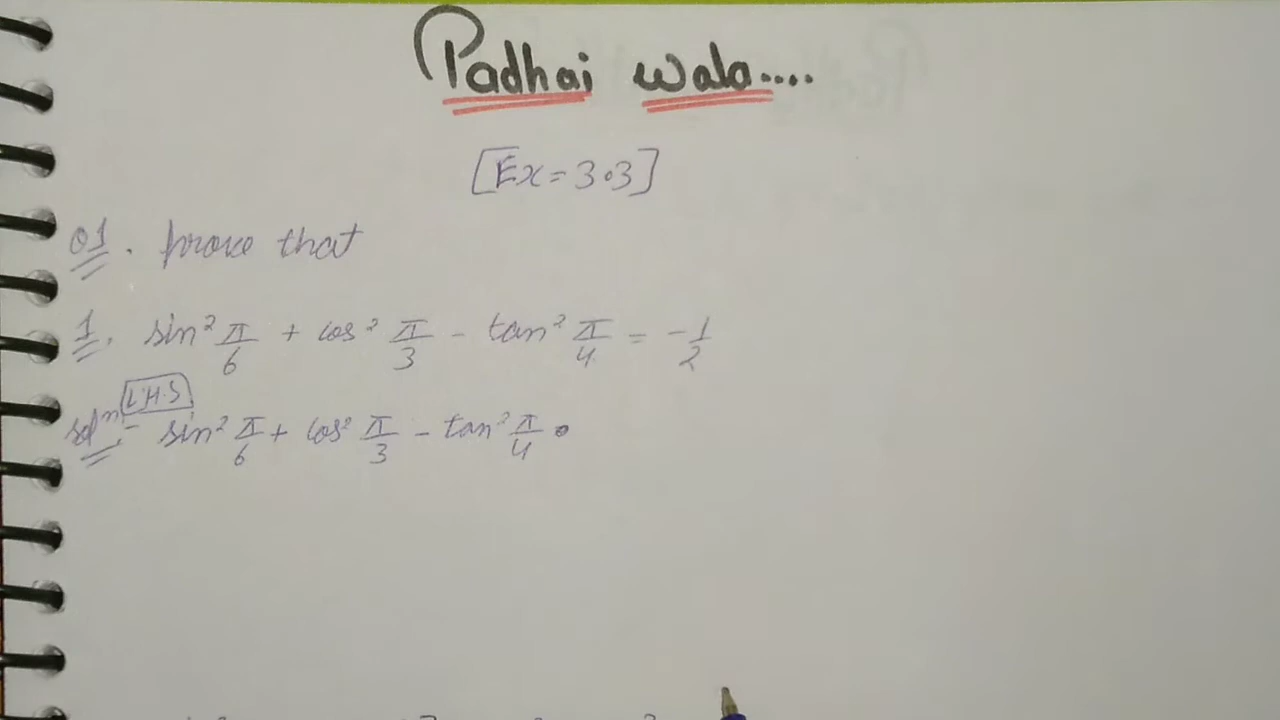 Padhai wala....
[Ex = 3.3]
Q1. prove that
1. sin² π/6 + cos² π/3 - tan² π/4 = -1/2
L.H.S
solⁿ:- sin² π/6 + cos² π/3 - tan² π/4 .